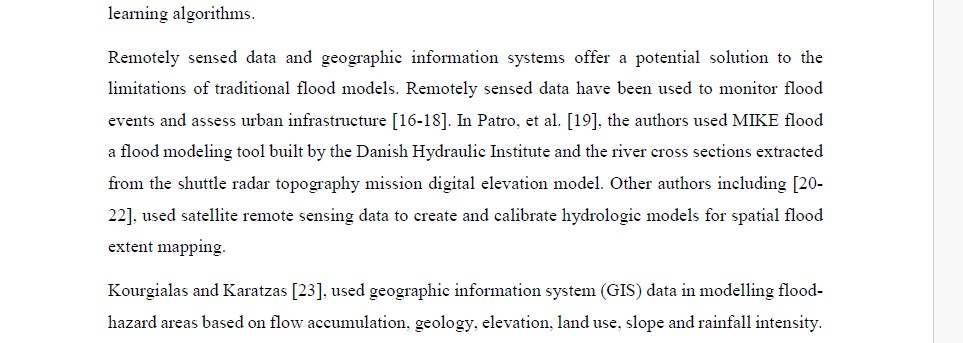 learning algorithms.
Remotely sensed data and geographic information systems offer a potential solution to the
limitations of traditional flood models. Remotely sensed data have been used to monitor flood
events and assess urban infrastructure [16-18]. In Patro, et al. [19], the authors used MIKE flood
a flood modeling tool built by the Danish Hydraulic Institute and the river cross sections extracted
from the shuttle radar topography mission digital elevation model. Other authors including [20-
22], used satellite remote sensing data to create and calibrate hydrologic models for spatial flood
extent mapping.
Kourgialas and Karatzas [23], used geographic information system (GIS) data in modelling flood-
hazard areas based on flow accumulation, geology, elevation, land use, slope and rainfall intensity.